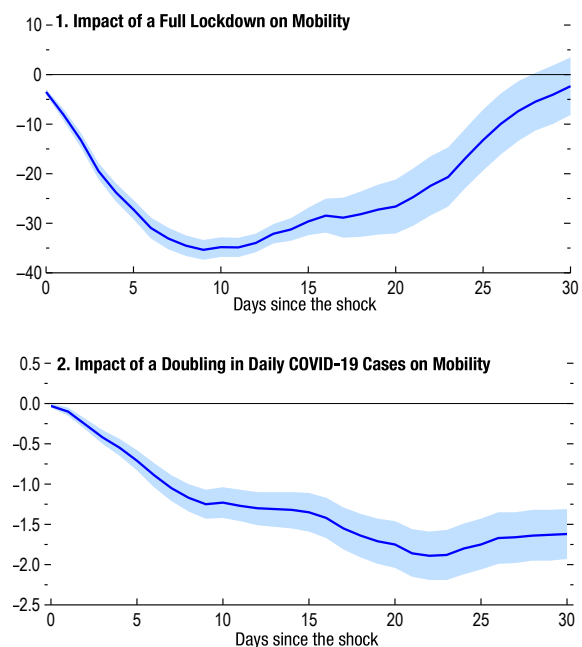 1. Impact of a Full Lockdown on Mobility
10
0
–10
–20
–30
–40
0 5 10 15 20 25 30
Days since the shock
2. Impact of a Doubling in Daily COVID-19 Cases on Mobility
0.5
0.0
–0.5
–1.0
–1.5
–2.0
–2.5
0 5 10 15 20 25 30
Days since the shock